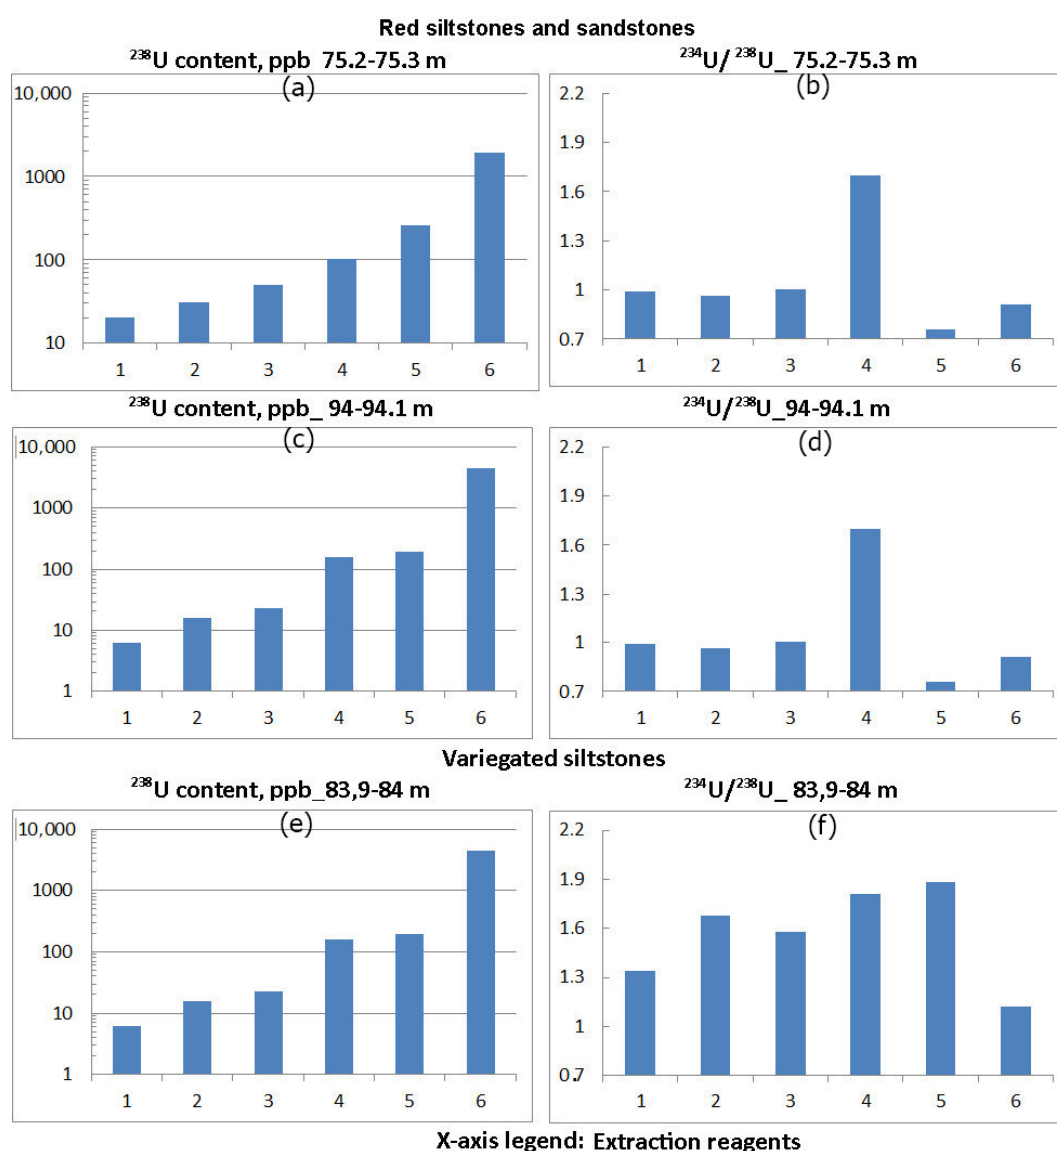 Red siltstones and sandstones
²³⁸U content, ppb 75.2-75.3 m
(a)
10,000
1000
100
10
1 2 3 4 5 6
²³⁴U/ ²³⁸U_ 75.2-75.3 m
(b)
2.2
1.9
1.6
1.3
1
0.7
1 2 3 4 5 6
²³⁸U content, ppb_ 94-94.1 m
(c)
10,000
1000
100
10
1
1 2 3 4 5 6
²³⁴U/²³⁸U_94-94.1 m
(d)
2.2
1.9
1.6
1.3
1
0.7
1 2 3 4 5 6
Variegated siltstones
²³⁸U content, ppb_83,9-84 m
(e)
10,000
1000
100
10
1
1 2 3 4 5 6
²³⁴U/²³⁸U_ 83,9-84 m
(f)
2.2
1.9
1.6
1.3
1
0.7
1 2 3 4 5 6
X-axis legend: Extraction reagents